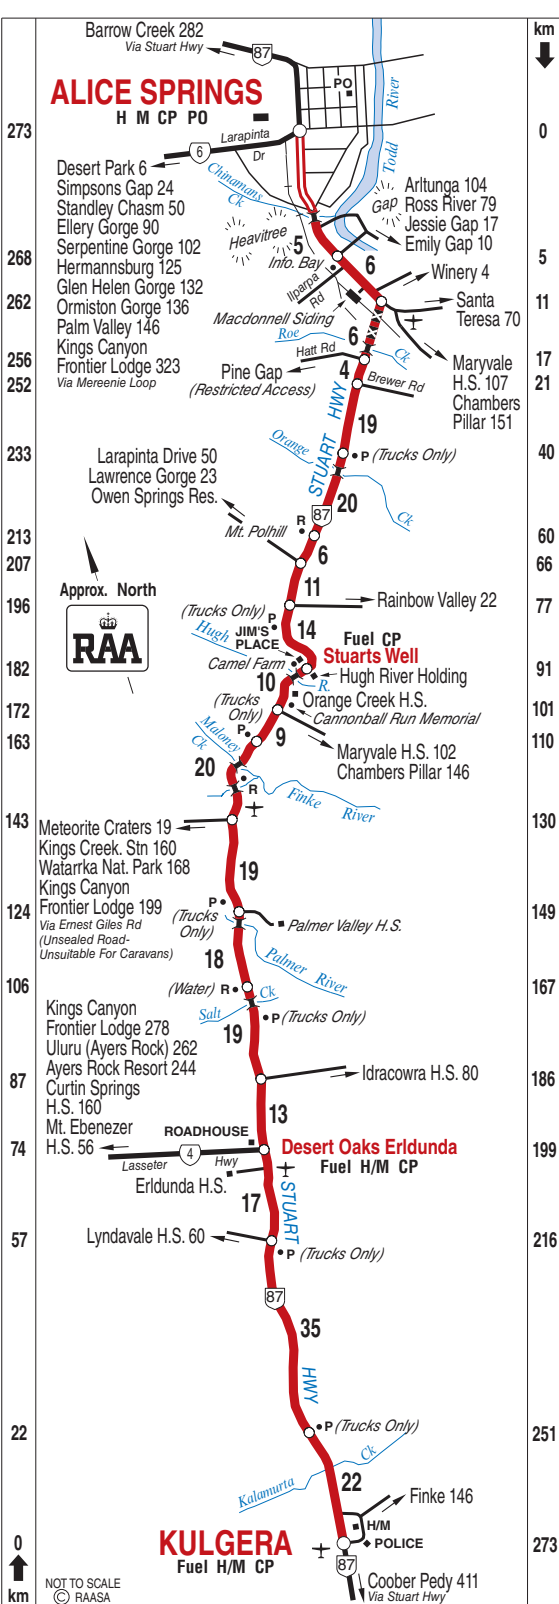 km
Barrow Creek 282
Via Stuart Hwy
87
PO
River
ALICE SPRINGS
H M CP PO
273
0
Larapinta
6
Dr
Todd
Chinamans
Ck
Desert Park 6
Simpsons Gap 24
Standley Chasm 50
Ellery Gorge 90
Serpentine Gorge 102
Hermannsburg 125
Glen Helen 132
Ormiston Gorge 136
Palm Valley 146
Kings Canyon
Frontier Lodge 323
Via Mereenie Loop
Gap
Arltunga 104
Ross River 79
Jessie Gap 17
Emily Gap 10
Heavitree
5
268
Info. Bay
6
5
Winery 4
Ilparpa
Rd
262
11
Santa
Teresa 70
Macdonnell Siding
Roe
Ck
6
Hatt Rd
256
17
4
Pine Gap
(Restricted Access)
Maryvale
H.S. 107
Chambers
Pillar 151
252
Brewer Rd
21
STUART HWY
19
Orange
Ck
233
P (Trucks Only)
40
Larapinta Drive 50
Lawrence Gorge 23
Owen Springs Res.
20
87
R
213
60
Mt. Polhill
207
6
66
Approx. North
RAA
11
196
Rainbow Valley 22
77
(Trucks Only)
P
14
Hugh
R.
JIM'S
PLACE
Fuel CP
Stuarts Well
Camel Farm
182
91
Hugh River Holding
10
(Trucks
Only)
Orange Creek H.S.
172
Cannonball Run Memorial
101
P
9
163
110
Maloney
Ck
Maryvale H.S. 102
Chambers Pillar 146
20
R
Finke
River
143
130
Meteorite Craters 19
Kings Creek. Stn 160
Watarrka Nat. Park 168
Kings Canyon
Frontier Lodge 199
Via Ernest Giles Rd
(Unsealed Road-
Unsuitable For Caravans)
19
P
(Trucks
Only)
124
149
Palmer Valley H.S.
18
Palmer
River
106
(Water) R
167
Ck
Salt
19
P (Trucks Only)
Kings Canyon
Frontier Lodge 278
Uluru (Ayers Rock) 262
Ayers Rock Resort 244
Curtin Springs
H.S. 160
Mt. Ebenezer
H.S. 56
87
Idracowra H.S. 80
186
13
ROADHOUSE
74
4
Lasseter
Hwy
Desert Oaks Erldunda
Fuel H/M CP
199
Erldunda H.S.
17
STUART
57
Lyndavale H.S. 60
216
P (Trucks Only)
87
35
HWY
22
P (Trucks Only)
251
Kalamurta
Ck
22
Finke 146
H/M
POLICE
0
KULGERA
Fuel H/M CP
273
87
km
NOT TO SCALE
© RAASA
Coober Pedy 411
Via Stuart Hwy